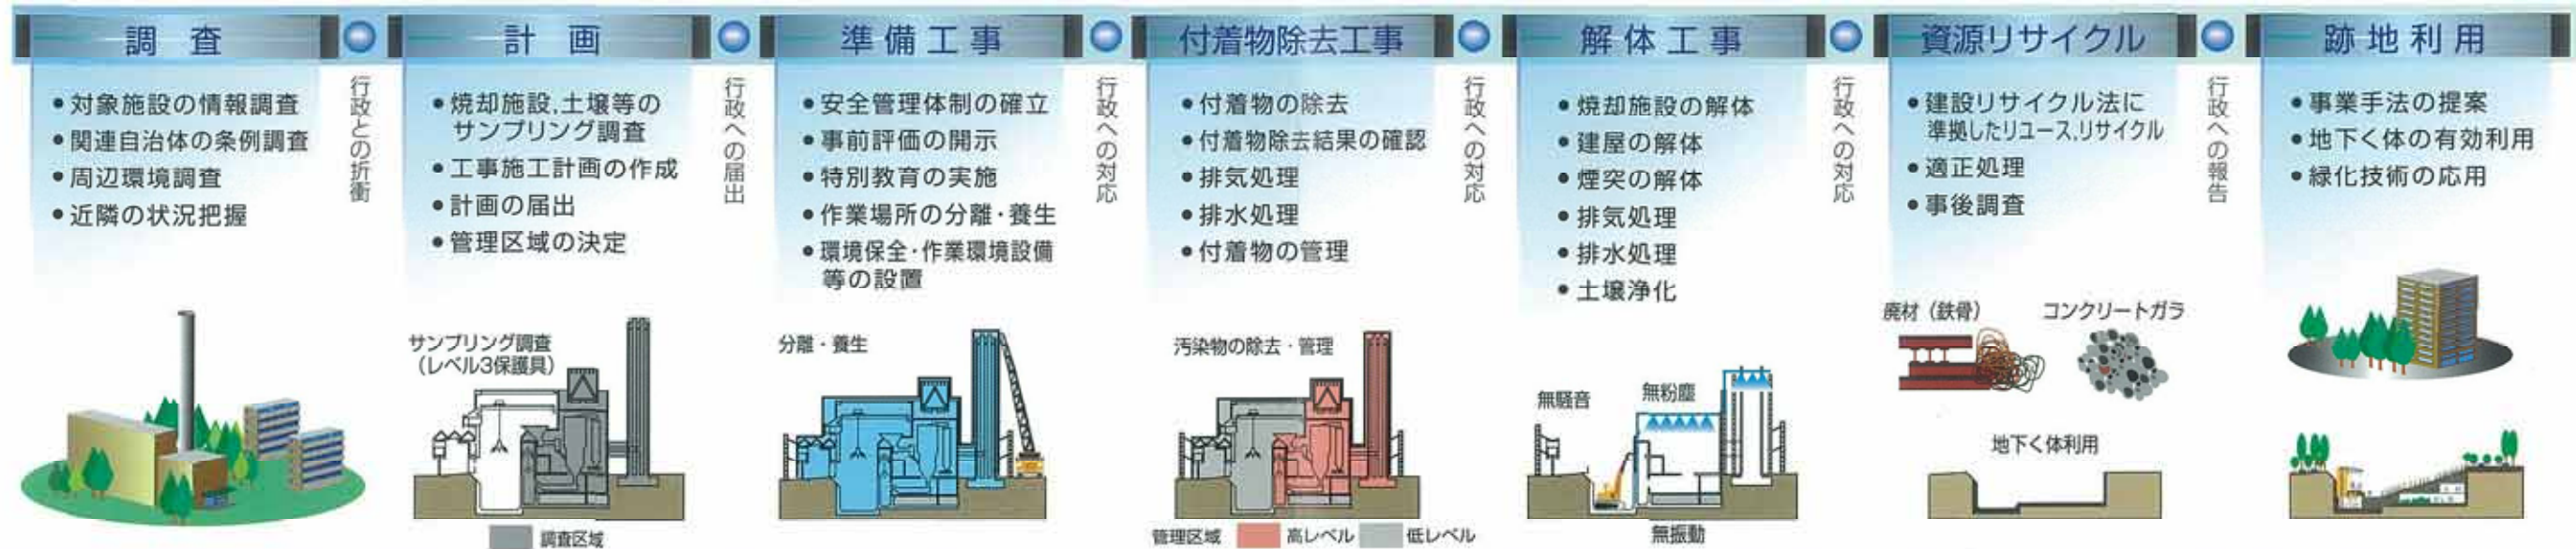 調査
• 対象施設の情報調査
• 関連自治体の条例調査
• 周辺環境調査
• 近隣の状況把握
行政との折衝
計画
• 焼却施設,土壌等の
サンプリング調査
• 工事施工計画の作成
• 計画の届出
• 管理区域の決定
サンプリング調査
(レベル3保護具)
調査区域
行政への届出
準備工事
• 安全管理体制の確立
• 事前評価の開示
• 特別教育の実施
• 作業場所の分離・養生
• 環境保全・作業環境設備
等の設置
分離・養生
行政への対応
付着物除去工事
• 付着物の除去
• 付着物除去結果の確認
• 排気処理
• 排水処理
• 付着物の管理
汚染物の除去・管理
管理区域 高レベル 低レベル
行政への対応
解体工事
• 焼却施設の解体
• 建屋の解体
• 煙突の解体
• 排気処理
• 排水処理
• 土壌浄化
無騒音
無粉塵
無振動
行政への対応
資源リサイクル
• 建設リサイクル法に
準拠したリユース,リサイクル
• 適正処理
• 事後調査
廃材(鉄骨)
コンクリートガラ
地下く体利用
行政への報告
跡地利用
• 事業手法の提案
• 地下く体の有効利用
• 緑化技術の応用